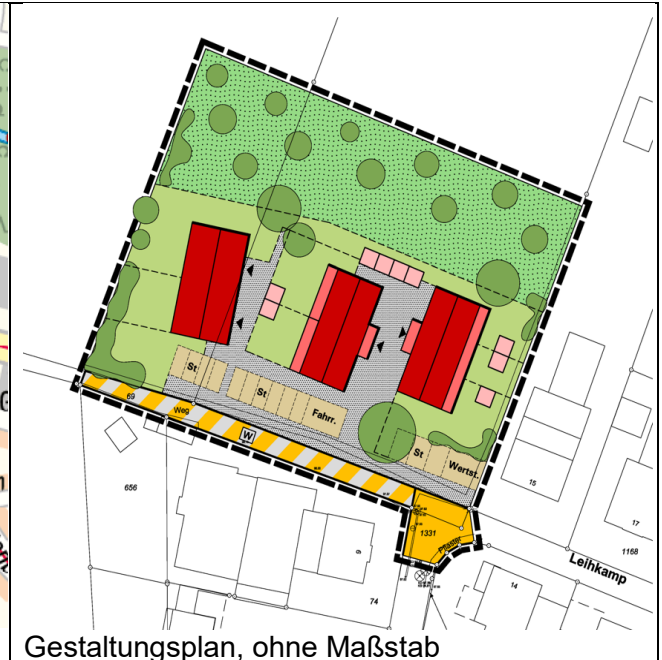 St
St
Fahrr.
69
Weg
W
St
Wertst.
656
9
74
1331
Pflaster
15
17
1168
Leihkamp
14
Gestaltungsplan, ohne Maßstab